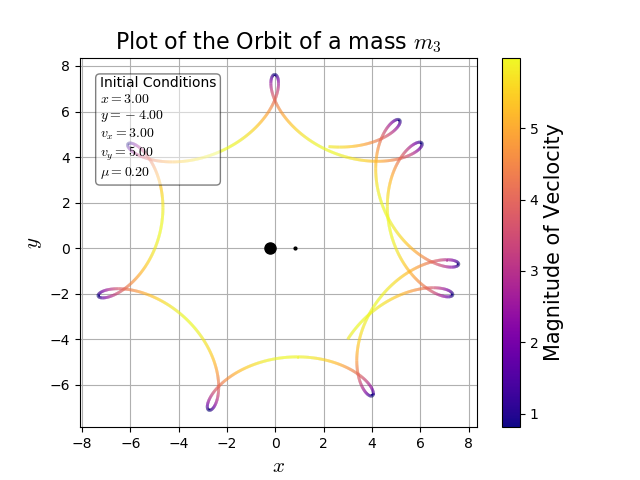 Plot of the Orbit of a mass m₃
Initial Conditions
x = 3.00
y = − 4.00
vₓ = 3.00
v_y = 5.00
μ = 0.20
8
6
4
2
0
−2
−4
−6
y
−8 −6 −4 −2 0 2 4 6 8
x
5
4
3
2
1
Magnitude of Veclocity